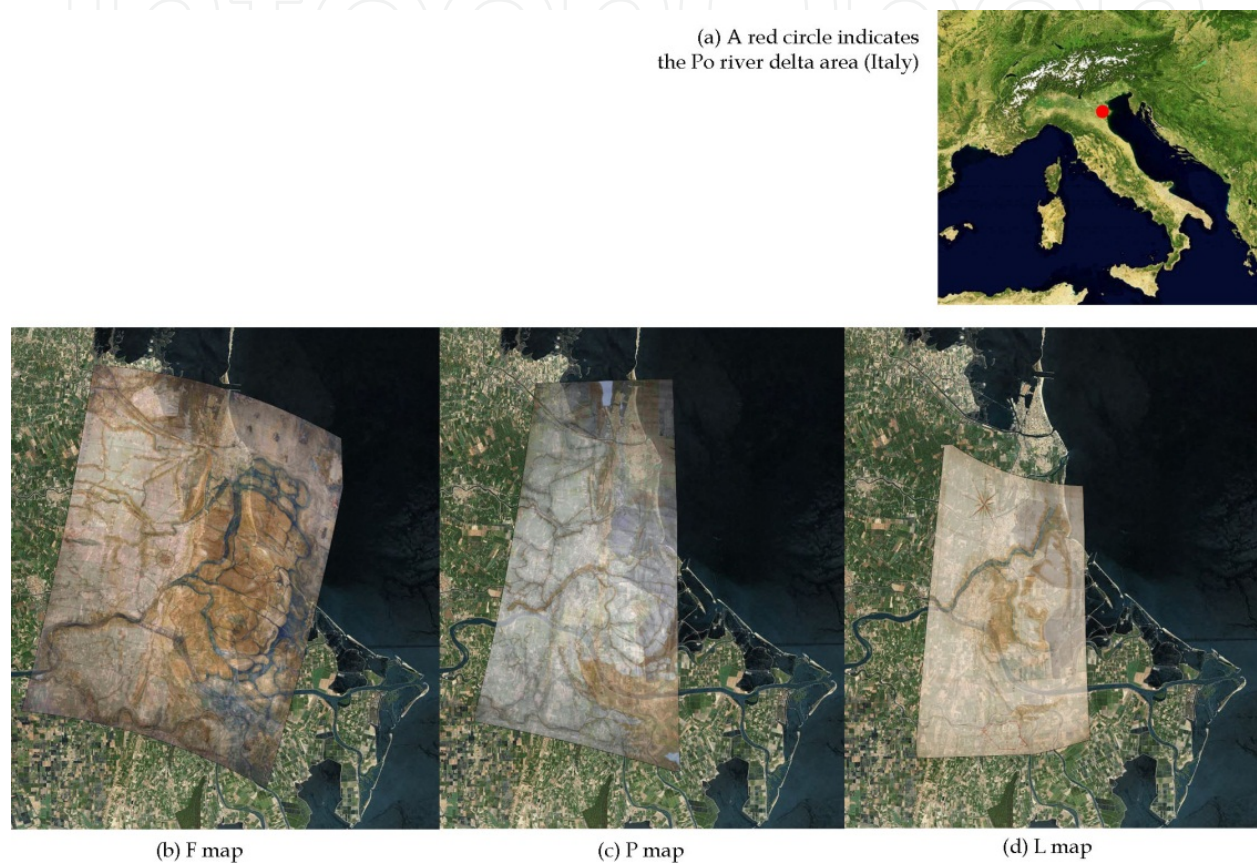 (a) A red circle indicates
the Po river delta area (Italy)
(b) F map
(c) P map
(d) L map